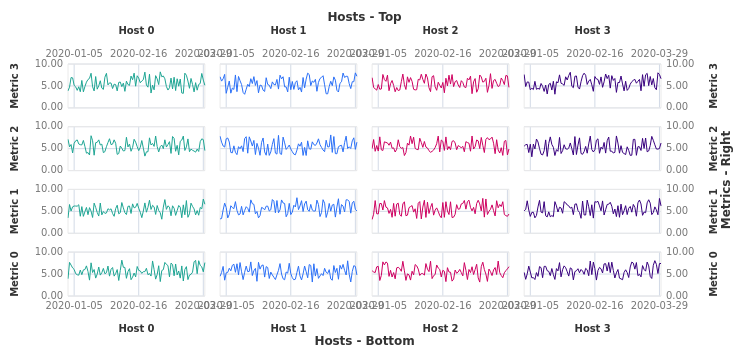 Hosts - Top
Host 0 Host 1 Host 2 Host 3
2020-01-05 2020-02-16 2020-03-29 2020-01-05 2020-02-16 2020-03-29 2020-01-05 2020-02-16 2020-03-29 2020-01-05 2020-02-16 2020-03-29
Metric 3 10.00 5.00 0.00 10.00 5.00 0.00 Metric 3
Metric 2 10.00 5.00 0.00 10.00 5.00 0.00 Metric 2
Metrics - Right
Metric 1 10.00 5.00 0.00 10.00 5.00 0.00 Metric 1
Metric 0 10.00 5.00 0.00 10.00 5.00 0.00 Metric 0
2020-01-05 2020-02-16 2020-03-29 2020-01-05 2020-02-16 2020-03-29 2020-01-05 2020-02-16 2020-03-29 2020-01-05 2020-02-16 2020-03-29
Host 0 Host 1 Host 2 Host 3
Hosts - Bottom